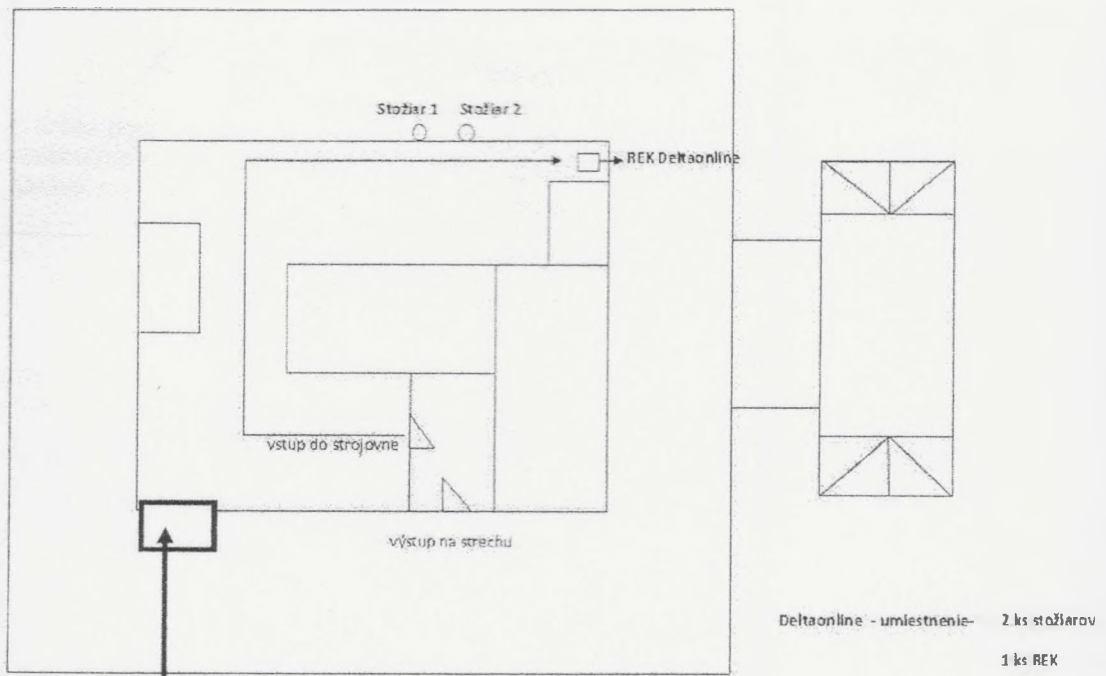 Stožiar 1 Stožiar 2
REK Deltaonline
vstup do strojovne
výstup na strechu
Deltaonline - umiestnenie- 2 ks stožiarov
1 ks REK